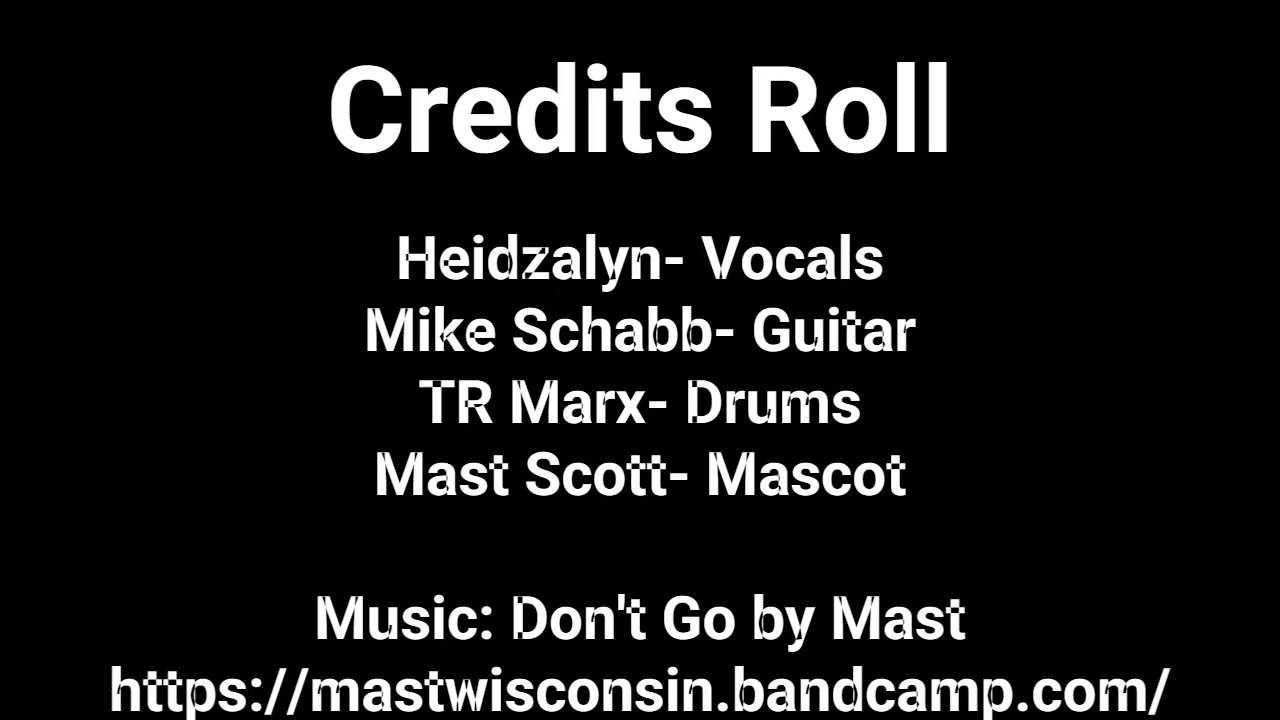 Credits Roll
Heidzalyn- Vocals
Mike Schabb- Guitar
TR Marx- Drums
Mast Scott- Mascot
Music: Don't Go by Mast
https://mastwisconsin.bandcamp.com/